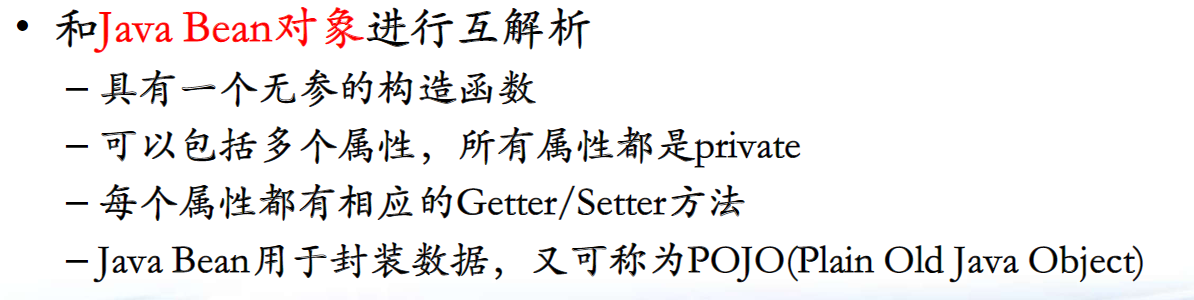 • 和Java Bean对象进行互解析
– 具有一个无参的构造函数
– 可以包括多个属性，所有属性都是private
– 每个属性都有相应的Getter/Setter方法
– Java Bean用于封装数据，又可称为POJO(Plain Old Java Object)